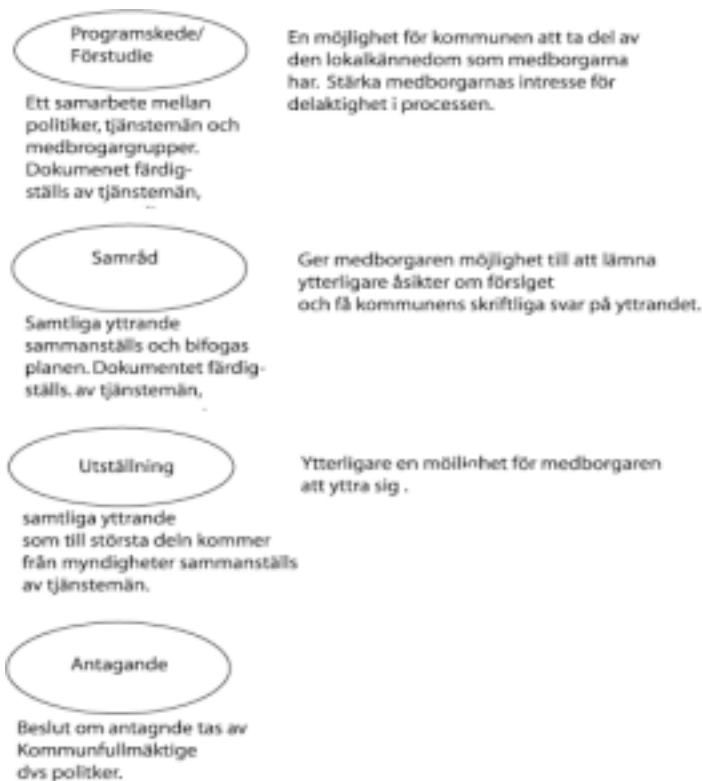 Programskede/
Förstudie
En möjlighet för kommunen att ta del av
den lokalkännedom som medborgarna
har. Stärka medborgarnas intresse för
delaktighet i processen.
Ett samarbete mellan
politiker, tjänstemän och
medbrogargrupper.
Dokumenet färdig-
ställs av tjänstemän,
Samråd
Ger medborgaren möjlighet till att lämna
ytterligare åsikter om förslget
och få kommunens skriftliga svar på yttrandet.
Samtliga yttrande
sammanställs och bifogas
planen. Dokumentet färdig-
ställs. av tjänstemän,
Utställning
Ytterligare en möjlighet för medborgaren
att yttra sig .
samtliga yttrande
som till största deln kommer
från myndigheter sammanställs
av tjänstemän.
Antagande
Beslut om antagnde tas av
Kommunfullmäktige
dvs politker.